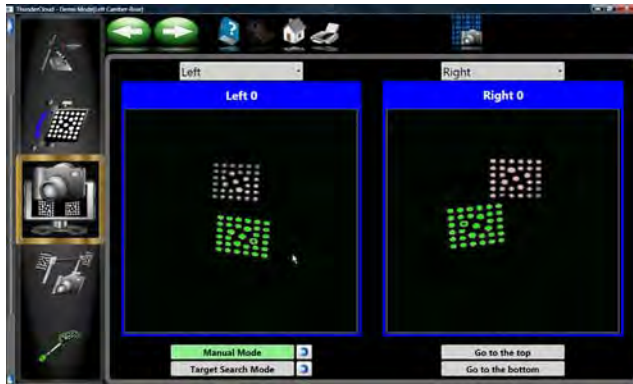 ThunderCloud - Demo Mode(Left Camber-Rear)
Left
Right
Left 0
Right 0
Manual Mode
Target Search Mode
Go to the top
Go to the bottom